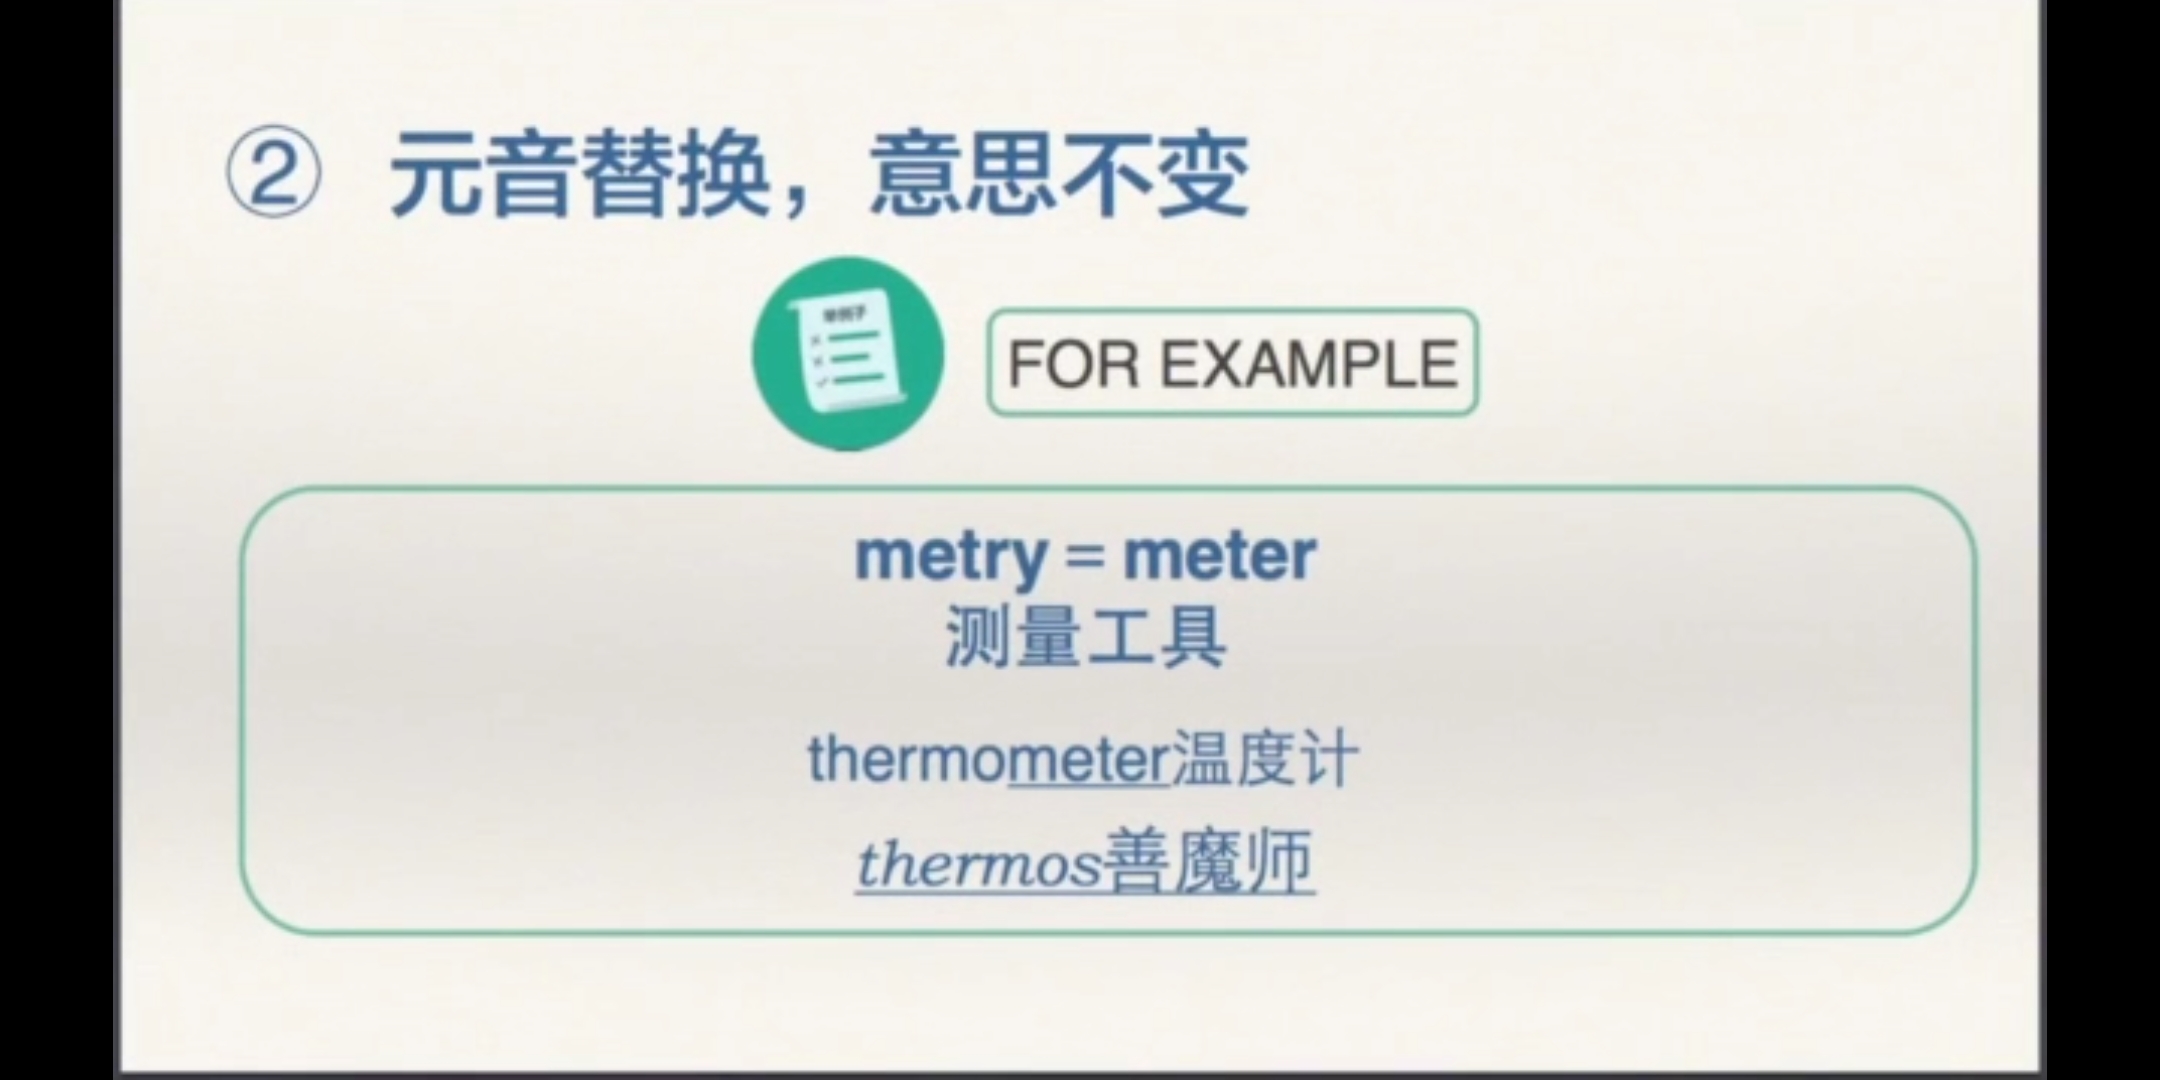 ② 元音替换，意思不变
举例子
FOR EXAMPLE
metry = meter
测量工具
thermometer温度计
thermos善魔师